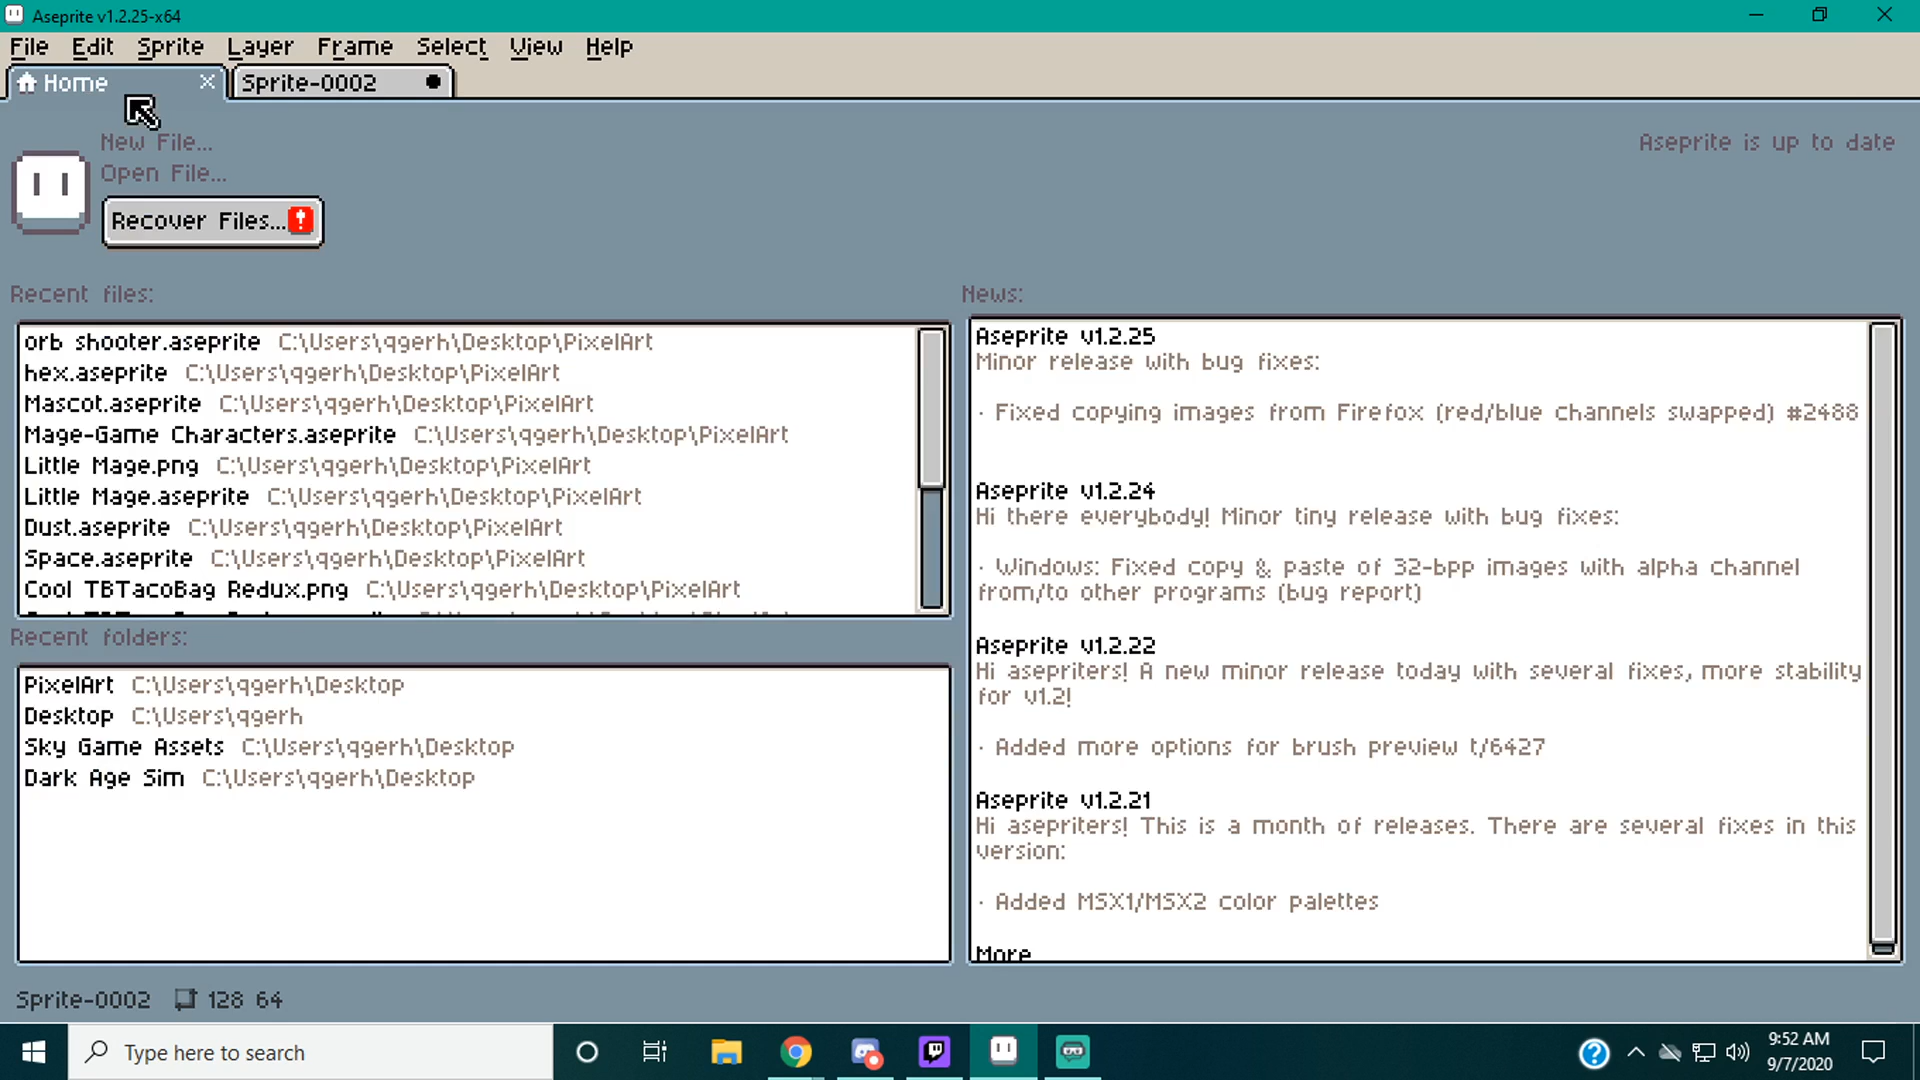 Aseprite v1.2.25-x64
File Edit Sprite Layer Frame Select View Help
Home Sprite-0002
New File...
Open File...
Recover Files...
Aseprite is up to date
Recent files:
orb shooter.aseprite C:\Users\qgerh\Desktop\PixelArt
hex.aseprite C:\Users\qgerh\Desktop\PixelArt
Mascot.aseprite C:\Users\qgerh\Desktop\PixelArt
Mage-Game Characters.aseprite C:\Users\qgerh\Desktop\PixelArt
Little Mage.png C:\Users\qgerh\Desktop\PixelArt
Little Mage.aseprite C:\Users\qgerh\Desktop\PixelArt
Dust.aseprite C:\Users\qgerh\Desktop\PixelArt
Space.aseprite C:\Users\qgerh\Desktop\PixelArt
Cool TBTacoBag Redux.png C:\Users\qgerh\Desktop\PixelArt
Recent folders:
PixelArt C:\Users\qgerh\Desktop
Desktop C:\Users\qgerh
Sky Game Assets C:\Users\qgerh\Desktop
Dark Age Sim C:\Users\qgerh\Desktop
News:
Aseprite v1.2.25
Minor release with bug fixes:
· Fixed copying images from Firefox (red/blue channels swapped) #2488
Aseprite v1.2.24
Hi there everybody! Minor tiny release with bug fixes:
· Windows: Fixed copy & paste of 32-bpp images with alpha channel
from/to other programs (bug report)
Aseprite v1.2.22
Hi asepriters! A new minor release today with several fixes, more stability
for v1.2!
· Added more options for brush preview t/6427
Aseprite v1.2.21
Hi asepriters! This is a month of releases. There are several fixes in this
version:
· Added MSX1/MSX2 color palettes
More
Sprite-0002 128 64
Type here to search
9:52 AM
9/7/2020